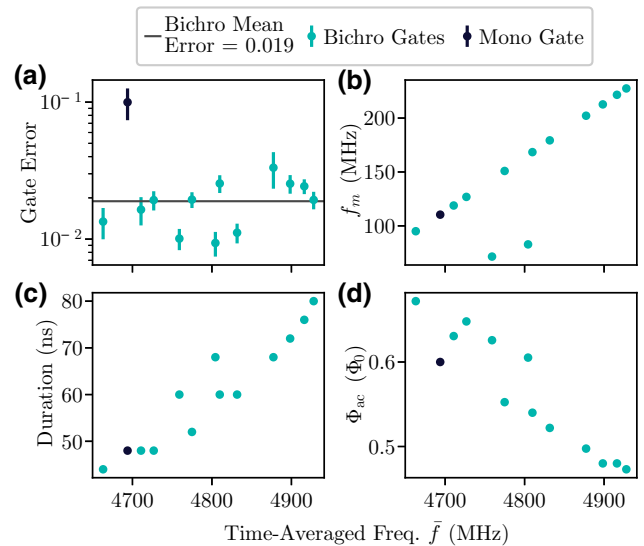 Bichro Mean
Error = 0.019
Bichro Gates
Mono Gate
(a)
Gate Error
10⁻¹
10⁻²
(b)
f_m (MHz)
200
150
100
(c)
Duration (ns)
80
70
60
50
4700
4800
4900
(d)
Φ_ac (Φ₀)
0.6
0.5
4700
4800
4900
Time-Averaged Freq. f̄ (MHz)